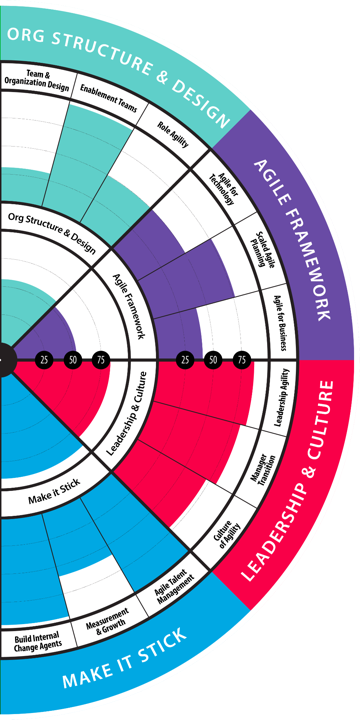 ORG STRUCTURE & DESIGN
Team &
Organization Design
Enablement Teams
Role Agility
AGILE FRAMEWORK
Agile for
Technology
Scaled Agile
Planning
Agile for Business
Org Structure & Design
Agile Framework
25 50 75 25 50 75
Leadership & Culture
Make it Stick
LEADERSHIP & CULTURE
Leadership Agility
Manager
Transition
Culture
of Agility
MAKE IT STICK
Agile Talent
Management
Measurement
& Growth
Build Internal
Change Agents